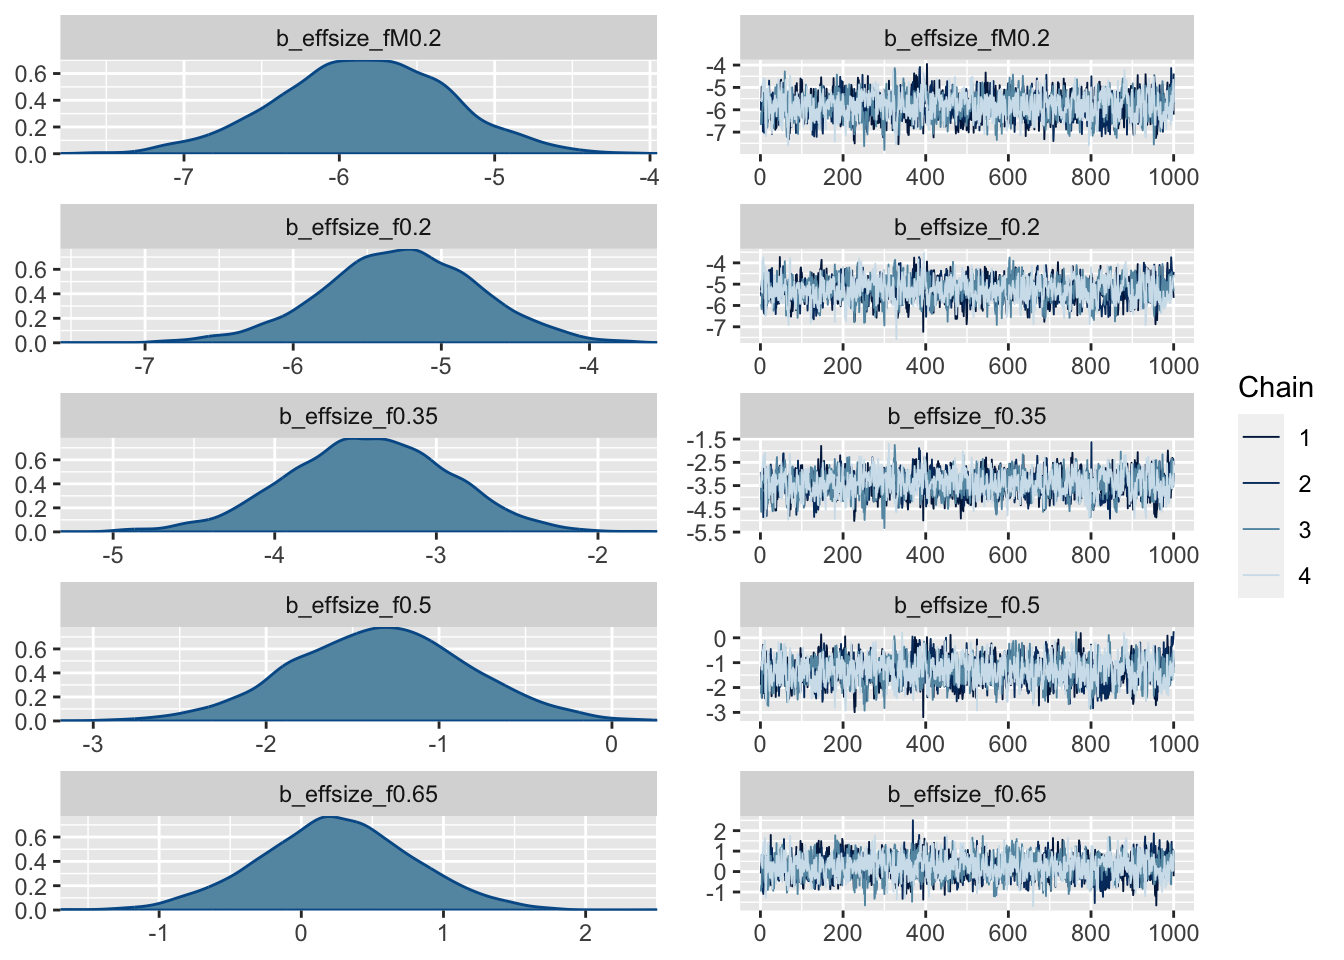 b_effsize_fM0.2
0.6
0.4
0.2
0.0
-7 -6 -5 -4
b_effsize_fM0.2
-4
-5
-6
-7
0 200 400 600 800 1000
b_effsize_f0.2
0.6
0.4
0.2
0.0
-7 -6 -5 -4
b_effsize_f0.2
-4
-5
-6
-7
0 200 400 600 800 1000
b_effsize_f0.35
0.6
0.4
0.2
0.0
-5 -4 -3 -2
b_effsize_f0.35
-1.5
-2.5
-3.5
-4.5
-5.5
0 200 400 600 800 1000
b_effsize_f0.5
0.6
0.4
0.2
0.0
-3 -2 -1 0
b_effsize_f0.5
0
-1
-2
-3
0 200 400 600 800 1000
b_effsize_f0.65
0.6
0.4
0.2
0.0
-1 0 1 2
b_effsize_f0.65
2
1
0
-1
0 200 400 600 800 1000
Chain
1
2
3
4